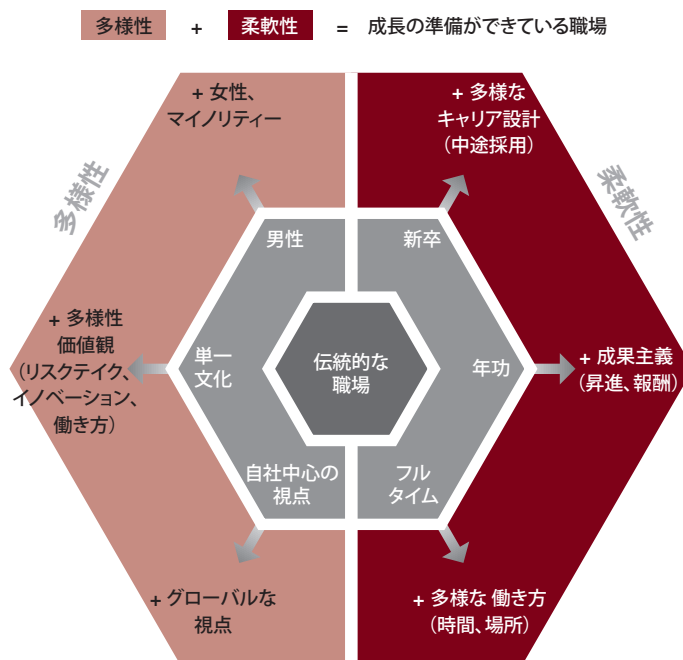 多様性 + 柔軟性 = 成長の準備ができている職場
+ 女性、
マイノリティー
+ 多様な
キャリア設計
(中途採用)
多様性
柔軟性
男性
新卒
+ 多様性
価値観
(リスクテイク、
イノベーション、
働き方)
単一
文化
伝統的な
職場
年功
+ 成果主義
(昇進、報酬)
自社中心の
視点
フル
タイム
+ グローバルな
視点
+ 多様な 働き方
(時間、場所)